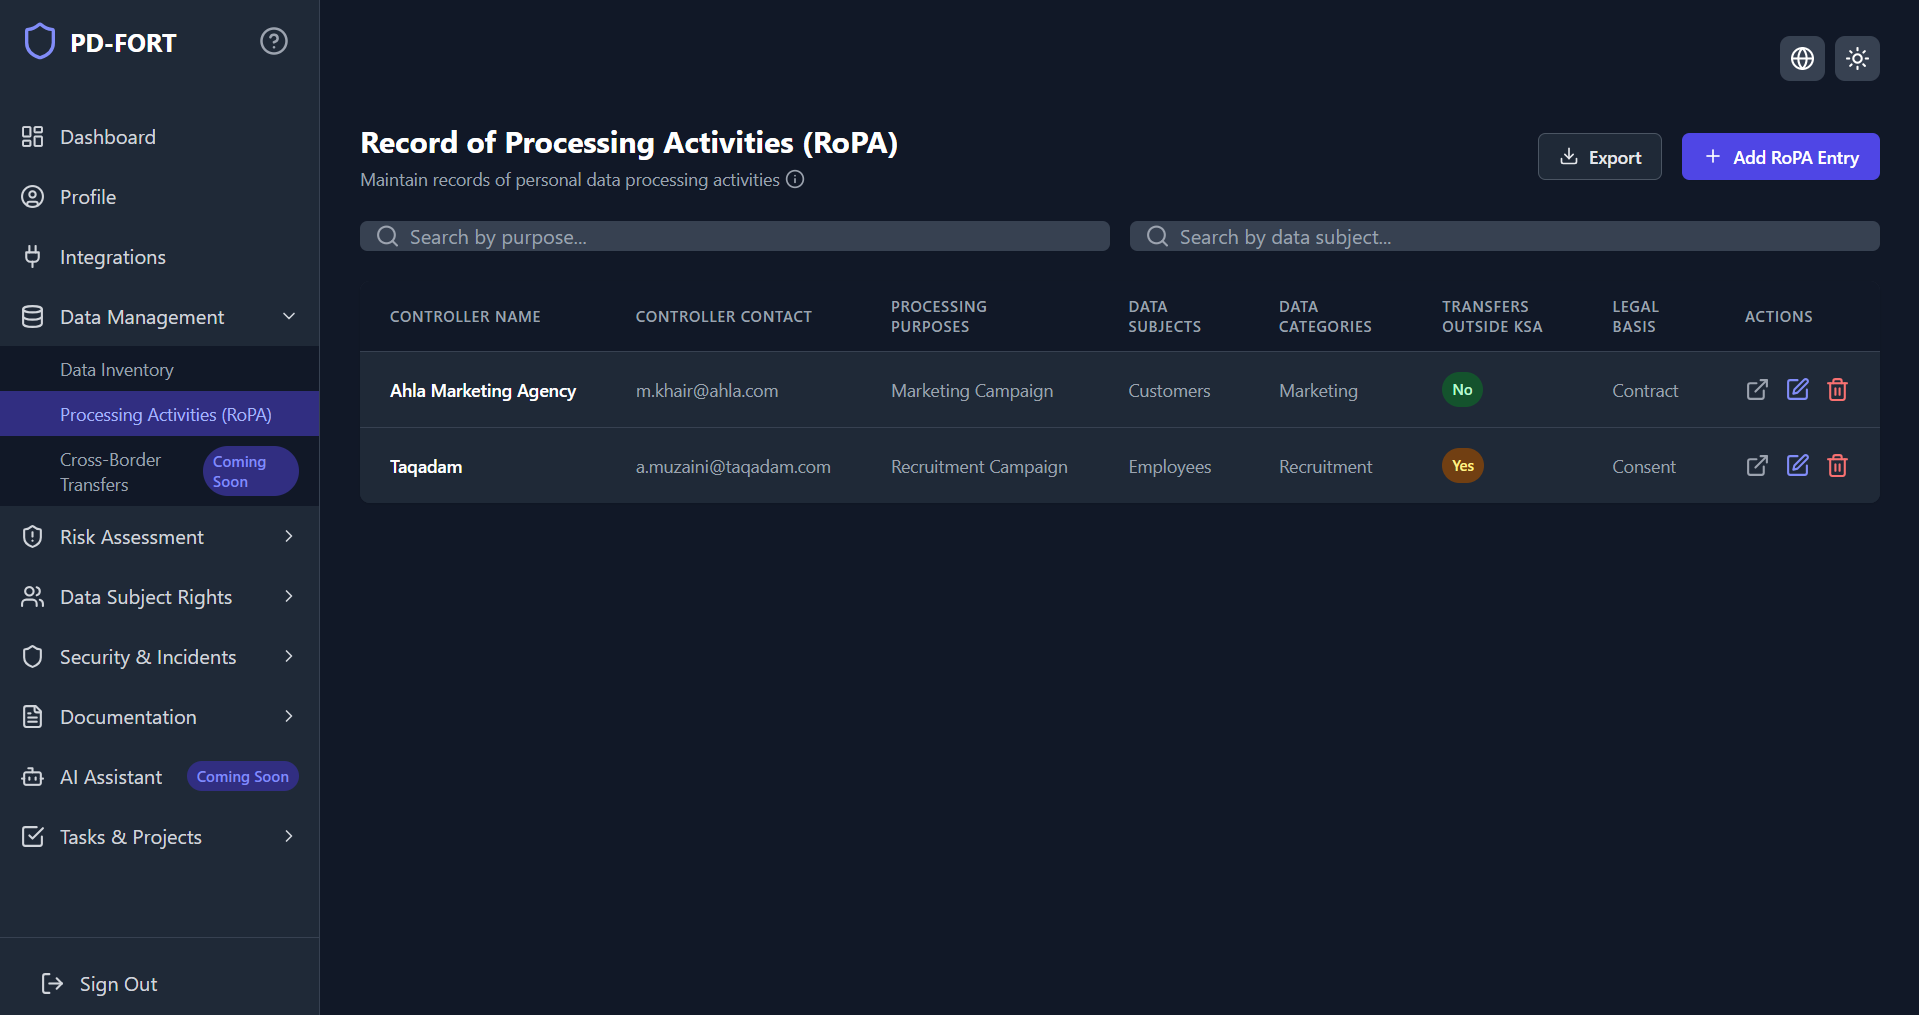 PD-FORT
Dashboard
Profile
Integrations
Data Management
Data Inventory
Processing Activities (RoPA)
Cross-Border
Transfers
Coming
Soon
Risk Assessment
Data Subject Rights
Security & Incidents
Documentation
AI Assistant
Coming Soon
Tasks & Projects
Sign Out
Record of Processing Activities (RoPA)
Maintain records of personal data processing activities
Export
Add RoPA Entry
Search by purpose...
Search by data subject...
CONTROLLER NAME
CONTROLLER CONTACT
PROCESSING
PURPOSES
DATA
SUBJECTS
DATA
CATEGORIES
TRANSFERS
OUTSIDE KSA
LEGAL
BASIS
ACTIONS
Ahla Marketing Agency m.khair@ahla.com Marketing Campaign Customers Marketing No Contract
Taqadam a.muzaini@taqadam.com Recruitment Campaign Employees Recruitment Yes Consent